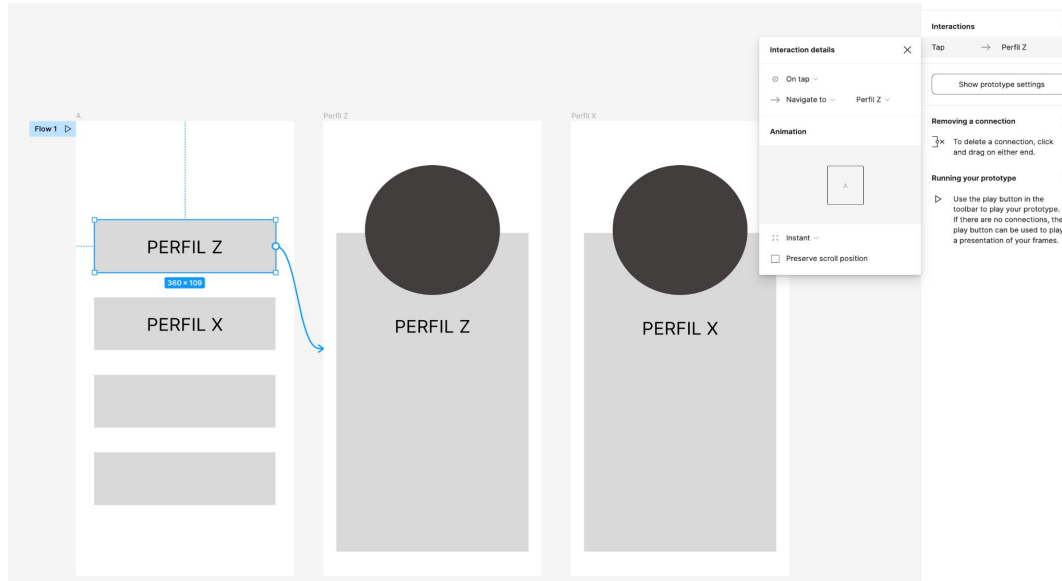 Flow 1
A
PERFIL Z
360 × 109
PERFIL X
Perfil Z
PERFIL Z
Perfil X
PERFIL X
Interaction details
On tap
Navigate to
Perfil Z
Animation
A
Instant
Preserve scroll position
Interactions
Tap → Perfil Z
Show prototype settings
Removing a connection
To delete a connection, click
and drag on either end.
Running your prototype
Use the play button in the
toolbar to play your prototype.
If there are no connections, the
play button can be used to play
a presentation of your frames.